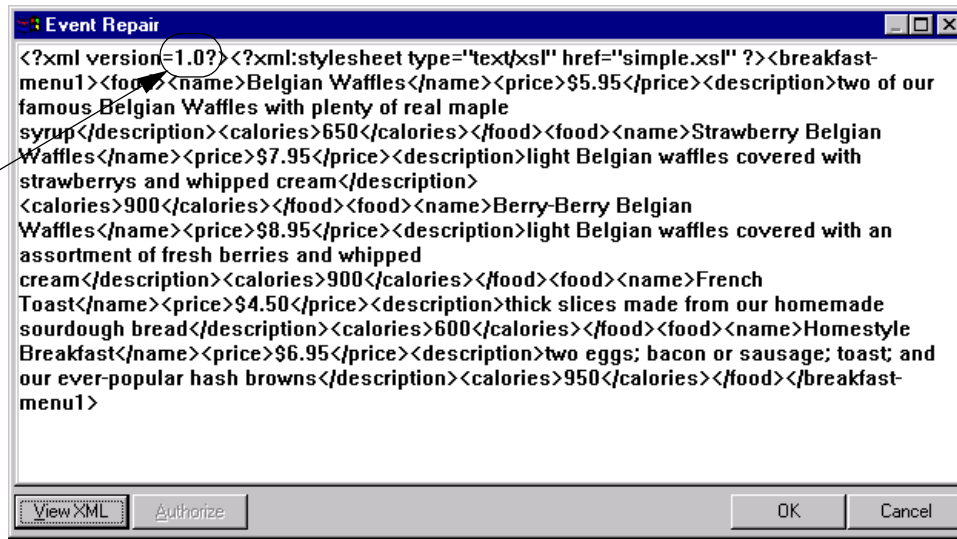 Event Repair
<?xml version=1.0?><?xml:stylesheet type="text/xsl" href="simple.xsl" ?><breakfast-
menu1><food><name>Belgian Waffles</name><price>$5.95</price><description>two of our
famous Belgian Waffles with plenty of real maple
syrup</description><calories>650</calories></food><food><name>Strawberry Belgian
Waffles</name><price>$7.95</price><description>light Belgian waffles covered with
strawberrys and whipped cream</description>
<calories>900</calories></food><food><name>Berry-Berry Belgian
Waffles</name><price>$8.95</price><description>light Belgian waffles covered with an
assortment of fresh berries and whipped
cream</description><calories>900</calories></food><food><name>French
Toast</name><price>$4.50</price><description>thick slices made from our homemade
sourdough bread</description><calories>600</calories></food><food><name>Homestyle
Breakfast</name><price>$6.95</price><description>two eggs; bacon or sausage; toast; and
our ever-popular hash browns</description><calories>950</calories></food></breakfast-
menu1>
View XML Authorize OK Cancel